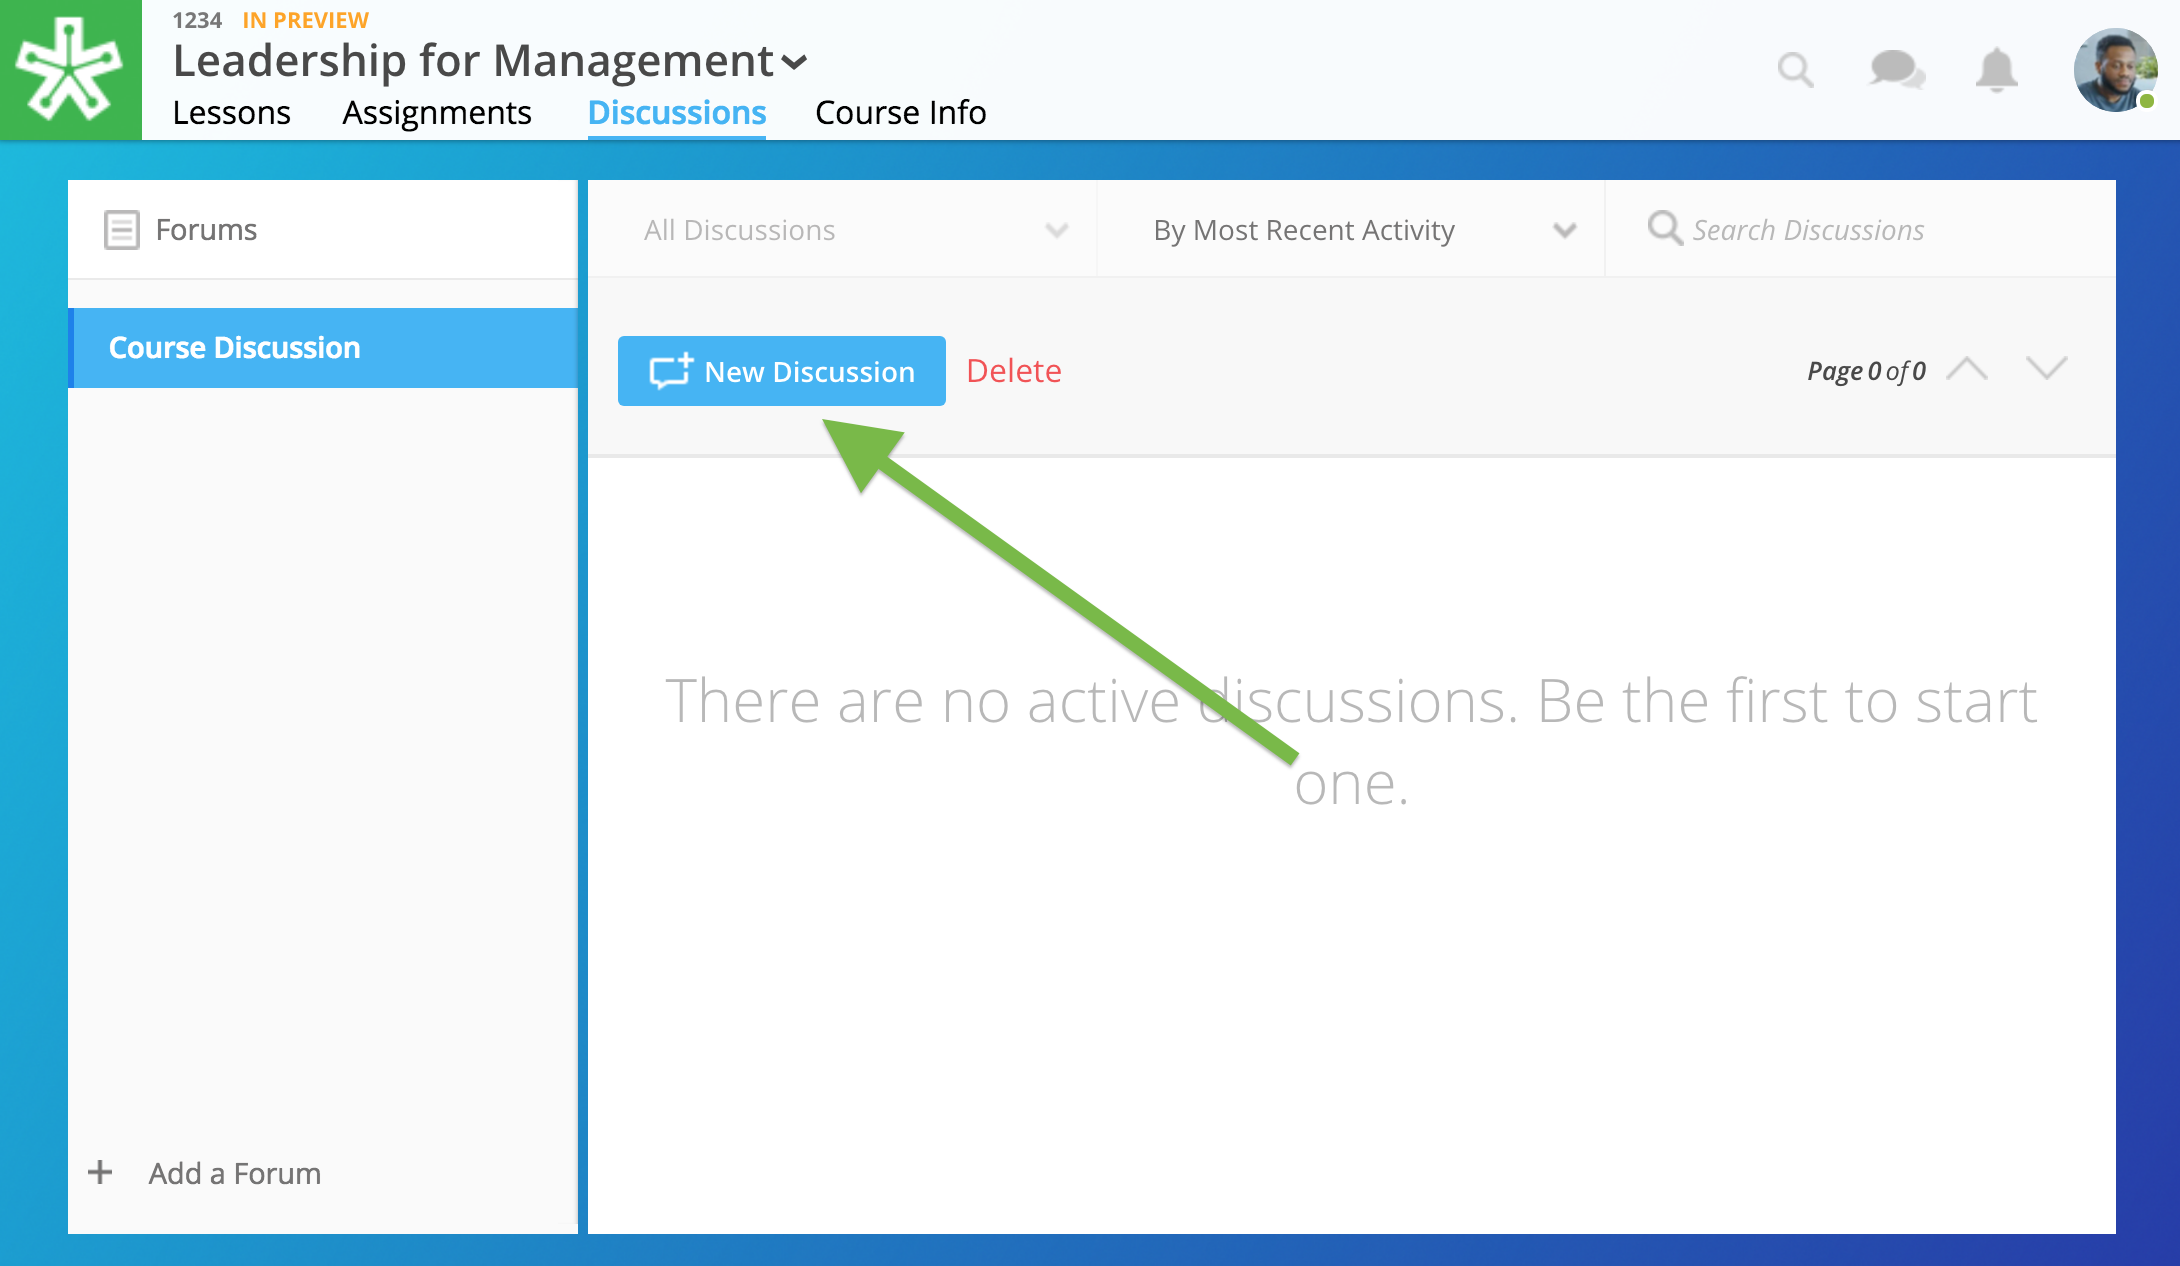 1234 IN PREVIEW
Leadership for Management
Lessons Assignments Discussions Course Info
Forums
Course Discussion
Add a Forum
All Discussions By Most Recent Activity Search Discussions
New Discussion Delete Page 0 of 0
There are no active discussions. Be the first to start
one.